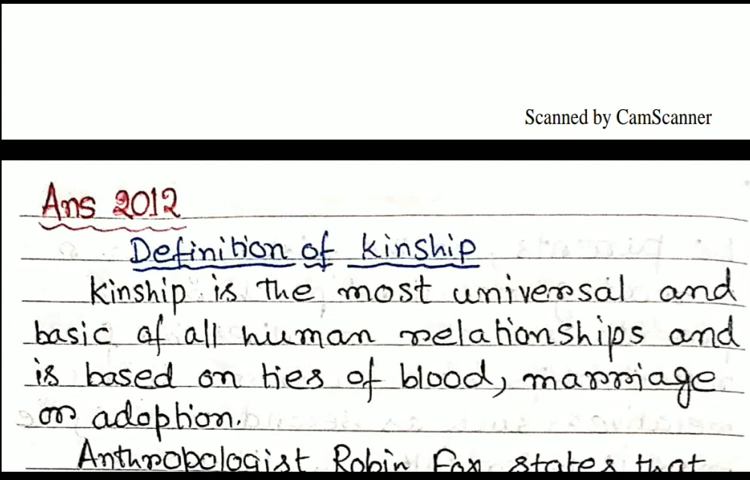 Scanned by CamScanner
Ans 2012
Definition of kinship
kinship is the most universal and
basic of all human relationships and
is based on ties of blood, marriage
or adoption.
Anthropologist Robin Fox states that